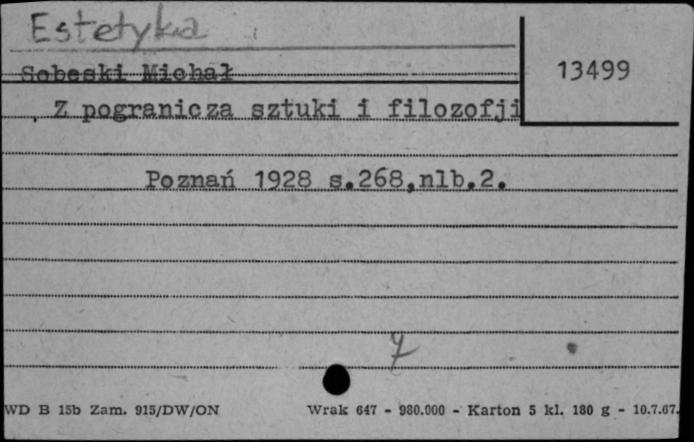 Estetyka
13499
Sobeski Michał
Z pogranicza sztuki i filozofji
Poznań 1928 s.268,nlb.2.
7
WD B 15b Zam. 915/DW/ON Wrak 647 - 980.000 - Karton 5 kl. 180 g - 10.7.67.